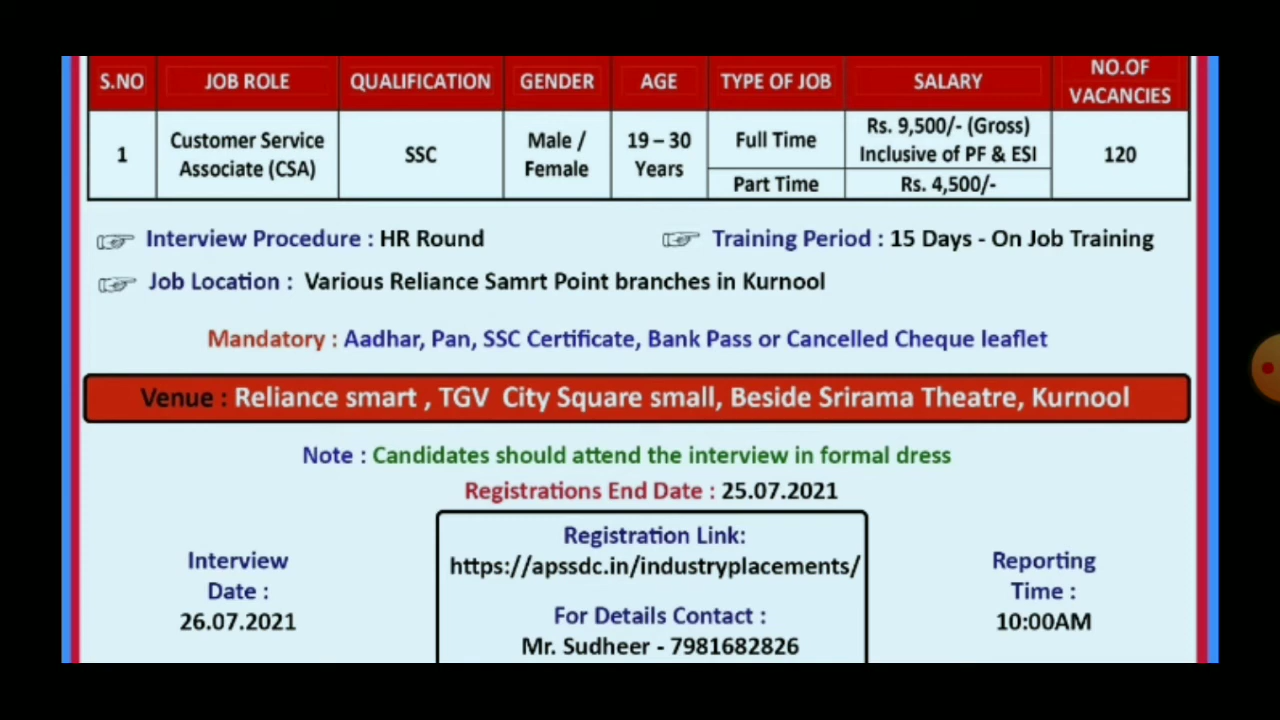 S.NO JOB ROLE QUALIFICATION GENDER AGE TYPE OF JOB SALARY NO.OF VACANCIES
1 Customer Service Associate (CSA) SSC Male / Female 19 – 30 Years Full Time Rs. 9,500/- (Gross) Inclusive of PF & ESI 120
Part Time Rs. 4,500/-
Interview Procedure : HR Round Training Period : 15 Days - On Job Training
Job Location : Various Reliance Samrt Point branches in Kurnool
Mandatory : Aadhar, Pan, SSC Certificate, Bank Pass or Cancelled Cheque leaflet
Venue : Reliance smart , TGV City Square small, Beside Srirama Theatre, Kurnool
Note : Candidates should attend the interview in formal dress
Registrations End Date : 25.07.2021
Interview
Date :
26.07.2021
Registration Link:
https://apssdc.in/industryplacements/
For Details Contact :
Mr. Sudheer - 7981682826
Reporting
Time :
10:00AM